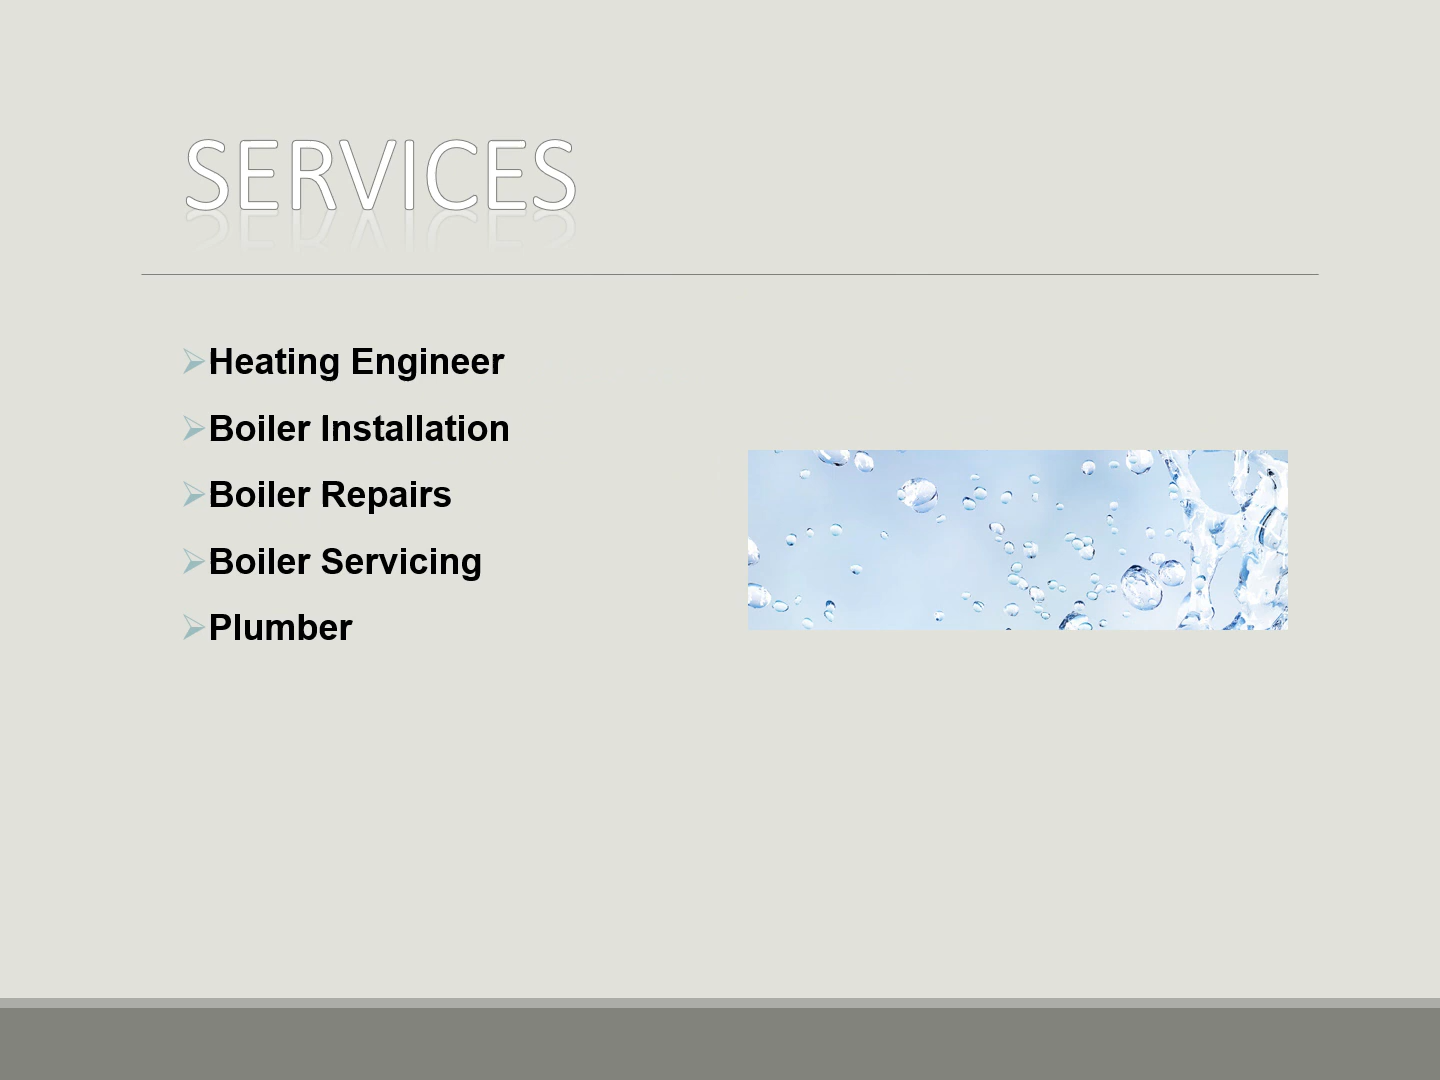 SERVICES
Heating Engineer
Boiler Installation
Boiler Repairs
Boiler Servicing
Plumber